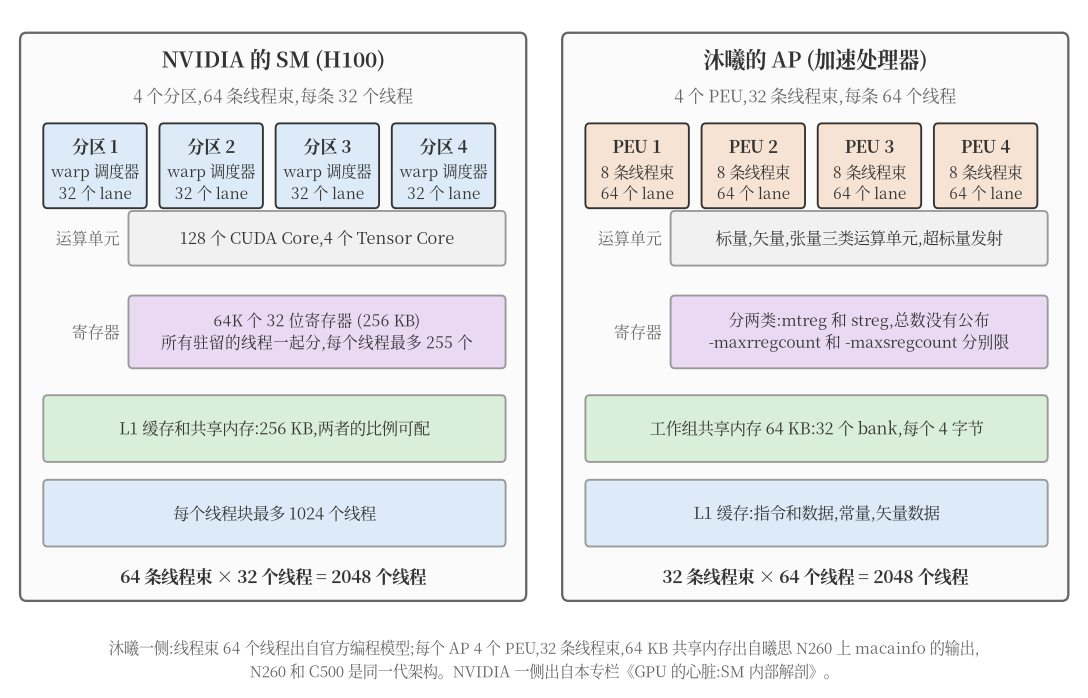 NVIDIA 的 SM (H100)
4 个分区,64 条线程束,每条 32 个线程
分区 1
warp 调度器
32 个 lane
分区 2
warp 调度器
32 个 lane
分区 3
warp 调度器
32 个 lane
分区 4
warp 调度器
32 个 lane
运算单元
128 个 CUDA Core,4 个 Tensor Core
寄存器
64K 个 32 位寄存器 (256 KB)
所有驻留的线程一起分,每个线程最多 255 个
L1 缓存和共享内存:256 KB,两者的比例可配
每个线程块最多 1024 个线程
64 条线程束 × 32 个线程 = 2048 个线程
沐曦的 AP (加速处理器)
4 个 PEU,32 条线程束,每条 64 个线程
PEU 1
8 条线程束
64 个 lane
PEU 2
8 条线程束
64 个 lane
PEU 3
8 条线程束
64 个 lane
PEU 4
8 条线程束
64 个 lane
运算单元
标量,矢量,张量三类运算单元,超标量发射
寄存器
分两类:mtreg 和 streg,总数没有公布
-maxrregcount 和 -maxsregcount 分别限
工作组共享内存 64 KB:32 个 bank,每个 4 字节
L1 缓存:指令和数据,常量,矢量数据
32 条线程束 × 64 个线程 = 2048 个线程
沐曦一侧:线程束 64 个线程出自官方编程模型;每个 AP 4 个 PEU,32 条线程束,64 KB 共享内存出自曦思 N260 上 macainfo 的输出,
N260 和 C500 是同一代架构。NVIDIA 一侧出自本专栏《GPU 的心脏:SM 内部解剖》。